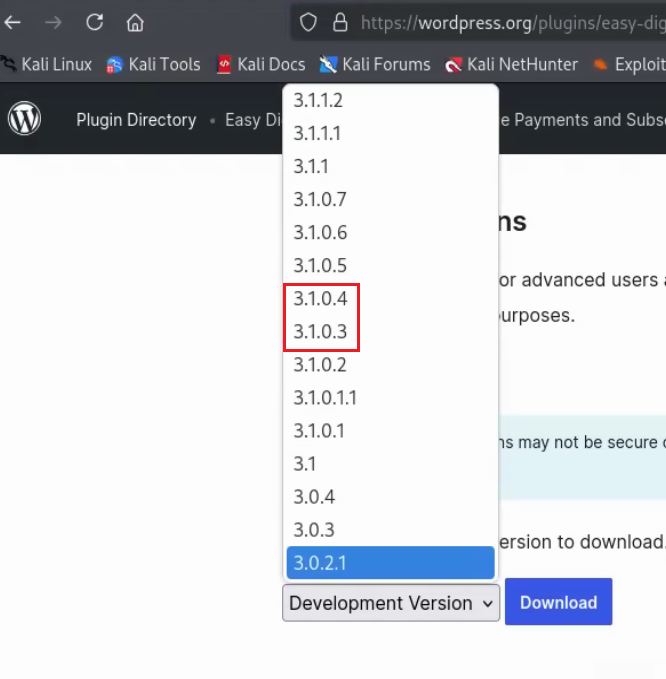 https://wordpress.org/plugins/easy-dig
Kali Linux Kali Tools Kali Docs Kali Forums Kali NetHunter Exploit
Plugin Directory • Easy Di e Payments and Subs
3.1.1.2
3.1.1.1
3.1.1
3.1.0.7
ns
3.1.0.6
3.1.0.5
or advanced users a
3.1.0.4
urposes.
3.1.0.3
3.1.0.2
3.1.0.1.1
3.1.0.1
ns may not be secure o
3.1
3.0.4
3.0.3
ersion to download.
3.0.2.1
Development Version Download